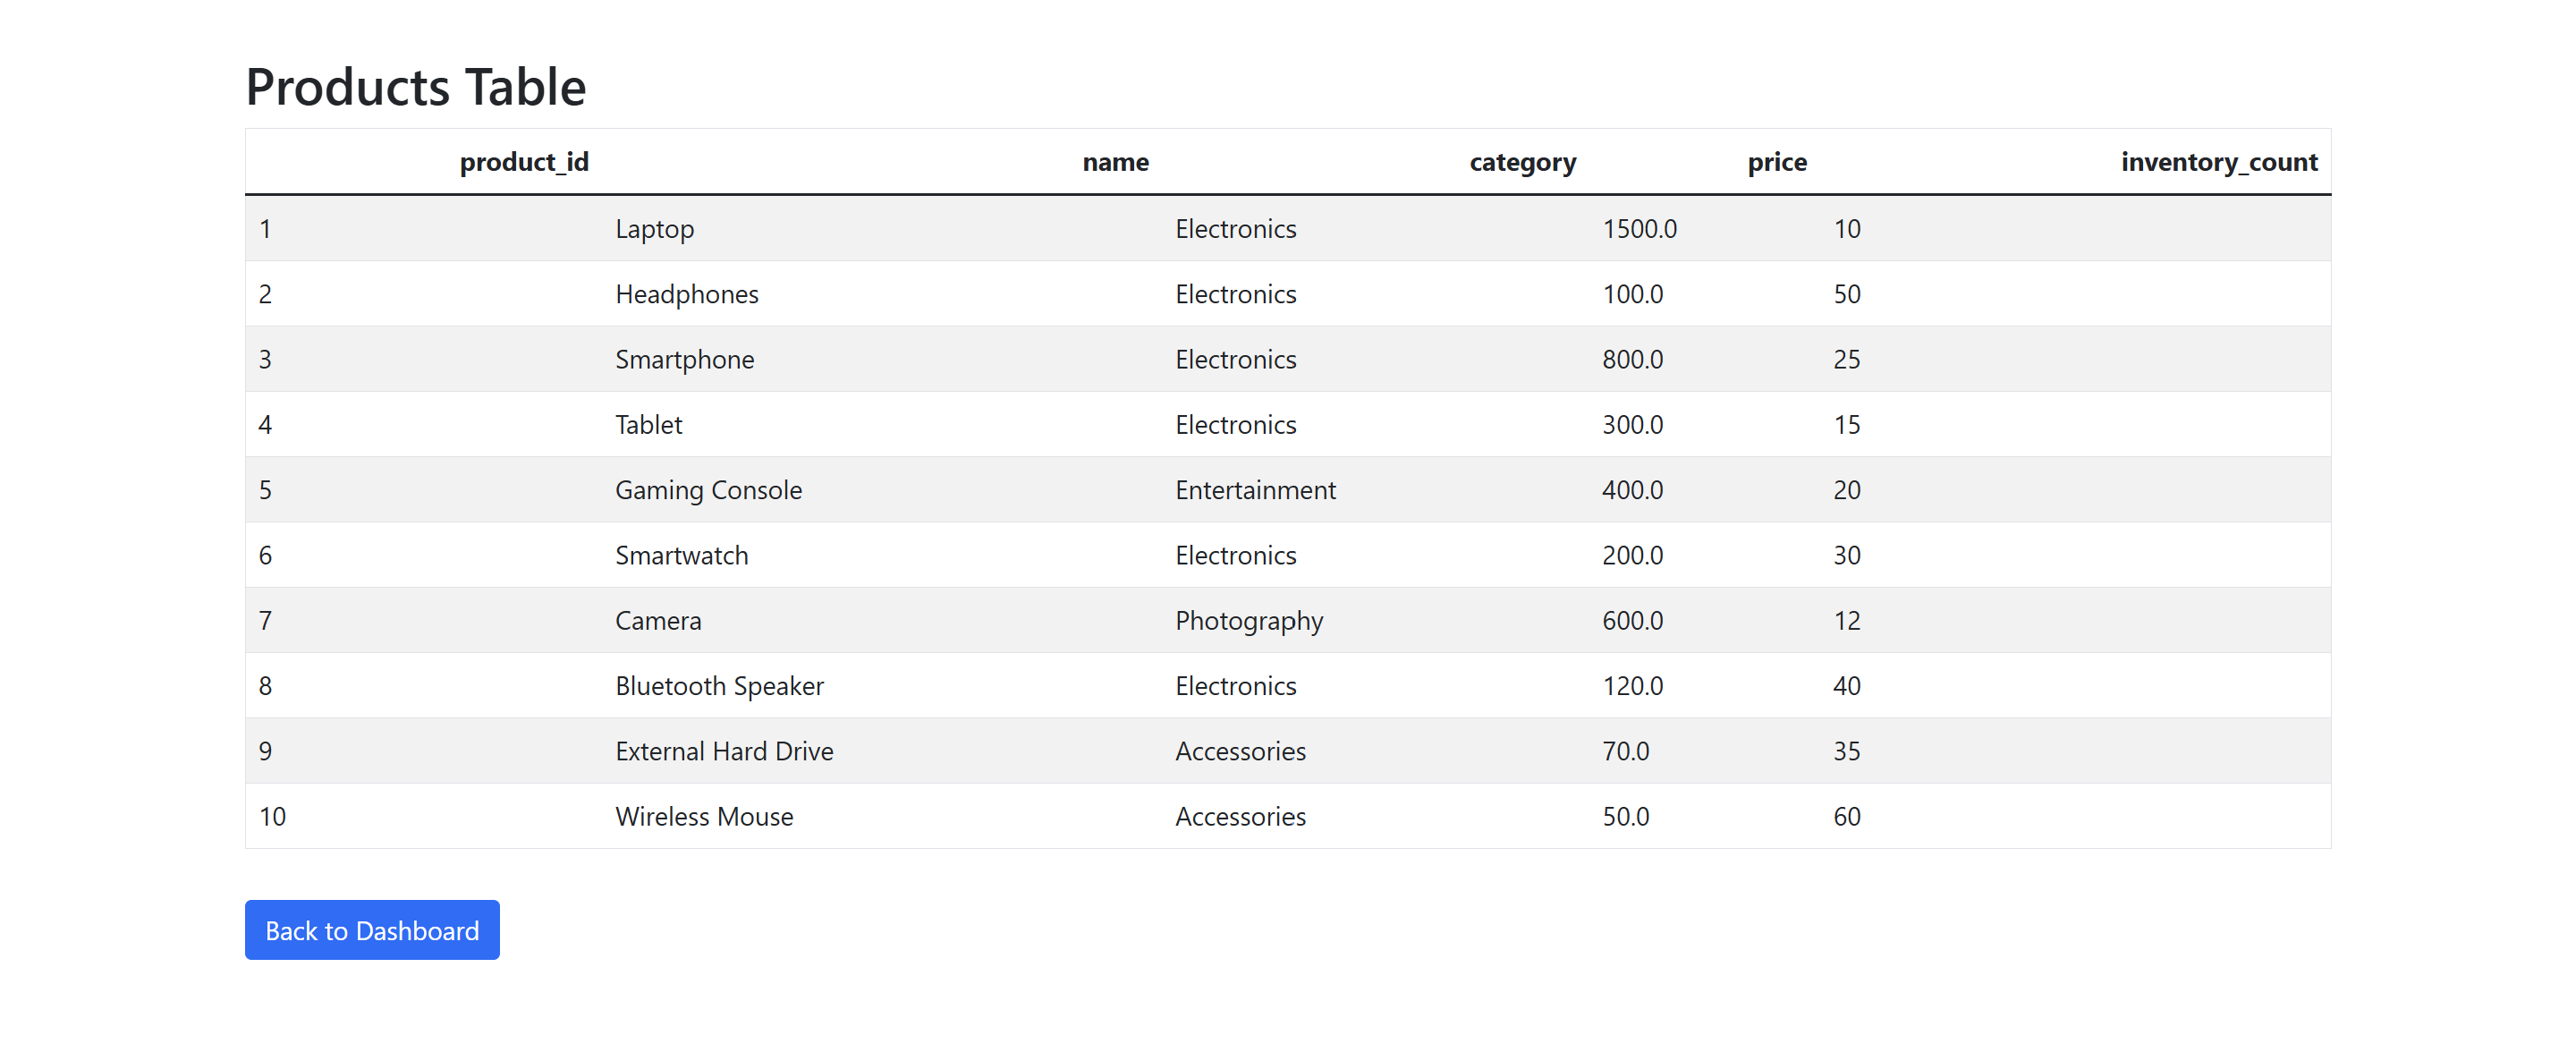 Products Table
product_id name category price inventory_count
1 Laptop Electronics 1500.0 10
2 Headphones Electronics 100.0 50
3 Smartphone Electronics 800.0 25
4 Tablet Electronics 300.0 15
5 Gaming Console Entertainment 400.0 20
6 Smartwatch Electronics 200.0 30
7 Camera Photography 600.0 12
8 Bluetooth Speaker Electronics 120.0 40
9 External Hard Drive Accessories 70.0 35
10 Wireless Mouse Accessories 50.0 60
Back to Dashboard